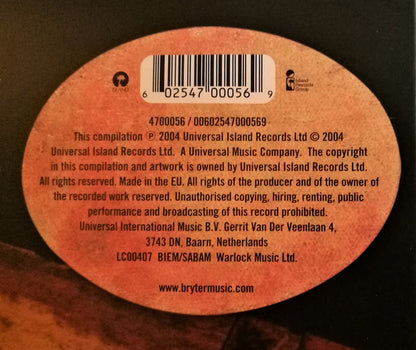 ISLAND
6 02547 00056 9
Island
Records
Group
4700056 / 00602547000569
This compilation ℗ 2004 Universal Island Records Ltd © 2004
Universal Island Records Ltd. A Universal Music Company. The copyright
in this compilation and artwork is owned by Universal Island Records Ltd.
All rights reserved. Made in the EU. All rights of the producer and of the owner of
the recorded work reserved. Unauthorised copying, hiring, renting, public
performance and broadcasting of this record prohibited.
Universal International Music B.V. Gerrit Van Der Veenlaan 4,
3743 DN, Baarn, Netherlands
LC00407 BIEM/SABAM Warlock Music Ltd.
www.brytermusic.com